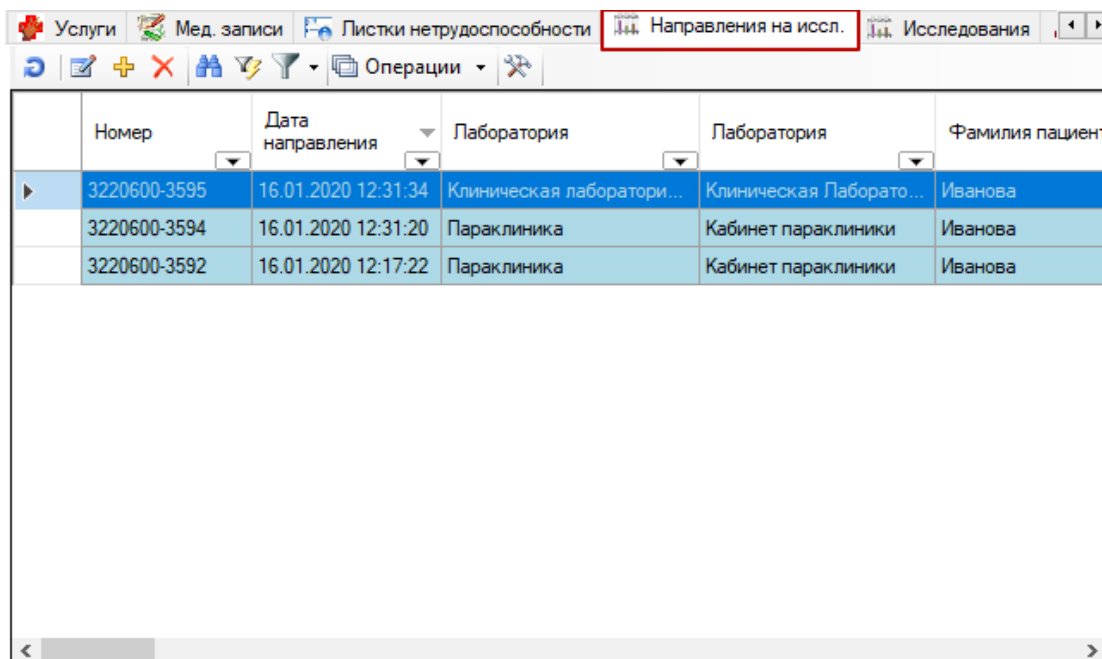 Услуги Мед. записи Листки нетрудоспособности Направления на иссл. Исследования
Операции
Номер Дата направления Лаборатория Лаборатория Фамилия пациент
3220600-3595 16.01.2020 12:31:34 Клиническая лаборатори... Клиническая Лаборато... Иванова
3220600-3594 16.01.2020 12:31:20 Параклиника Кабинет параклиники Иванова
3220600-3592 16.01.2020 12:17:22 Параклиника Кабинет параклиники Иванова